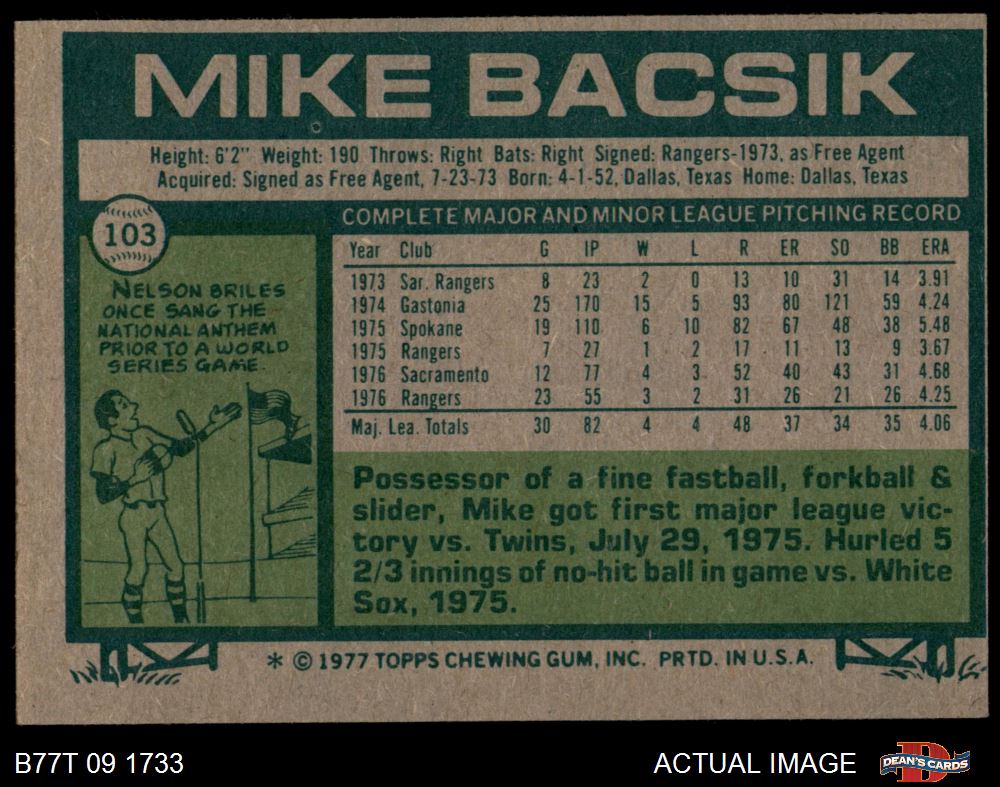 MIKE BACSIK
Height: 6'2" Weight: 190 Throws: Right Bats: Right Signed: Rangers-1973, as Free Agent
Acquired: Signed as Free Agent, 7-23-73 Born: 4-1-52, Dallas, Texas Home: Dallas, Texas
103
NELSON BRILES
ONCE SANG THE
NATIONAL ANTHEM
PRIOR TO A WORLD
SERIES GAME.
COMPLETE MAJOR AND MINOR LEAGUE PITCHING RECORD
Year Club G IP W L R ER SO BB ERA
1973 Sar. Rangers 8 23 2 0 13 10 31 14 3.91
1974 Gastonia 25 170 15 5 93 80 121 59 4.24
1975 Spokane 19 110 6 10 82 67 48 38 5.48
1975 Rangers 7 27 1 2 17 11 13 9 3.67
1976 Sacramento 12 77 4 3 52 40 43 31 4.68
1976 Rangers 23 55 3 2 31 26 21 26 4.25
Maj. Lea. Totals 30 82 4 4 48 37 34 35 4.06
Possessor of a fine fastball, forkball &
slider, Mike got first major league vic-
tory vs. Twins, July 29, 1975. Hurled 5
2/3 innings of no-hit ball in game vs. White
Sox, 1975.
* © 1977 TOPPS CHEWING GUM, INC. PRTD. IN U.S.A.
B77T 09 1733
ACTUAL IMAGE
D
DEAN'S CARDS